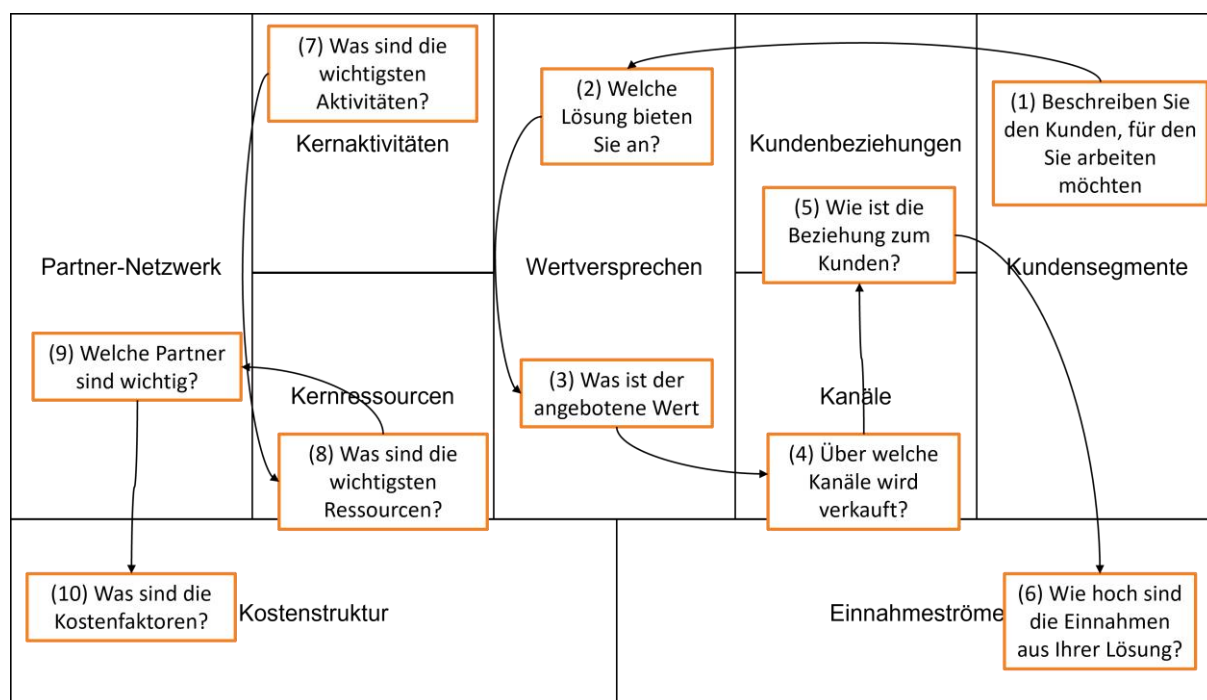 (7) Was sind die
wichtigsten
Aktivitäten?
Kernaktivitäten
(2) Welche
Lösung bieten
Sie an?
Kundenbeziehungen
(1) Beschreiben Sie
den Kunden, für den
Sie arbeiten
möchten
(5) Wie ist die
Beziehung zum
Kunden?
Partner-Netzwerk
Wertversprechen
Kundensegmente
(9) Welche Partner
sind wichtig?
Kernressourcen
(8) Was sind die
wichtigsten
Ressourcen?
(3) Was ist der
angebotene Wert
Kanäle
(4) Über welche
Kanäle wird
verkauft?
(10) Was sind die
Kostenfaktoren?
Kostenstruktur
Einnahmeströme
(6) Wie hoch sind
die Einnahmen
aus Ihrer Lösung?